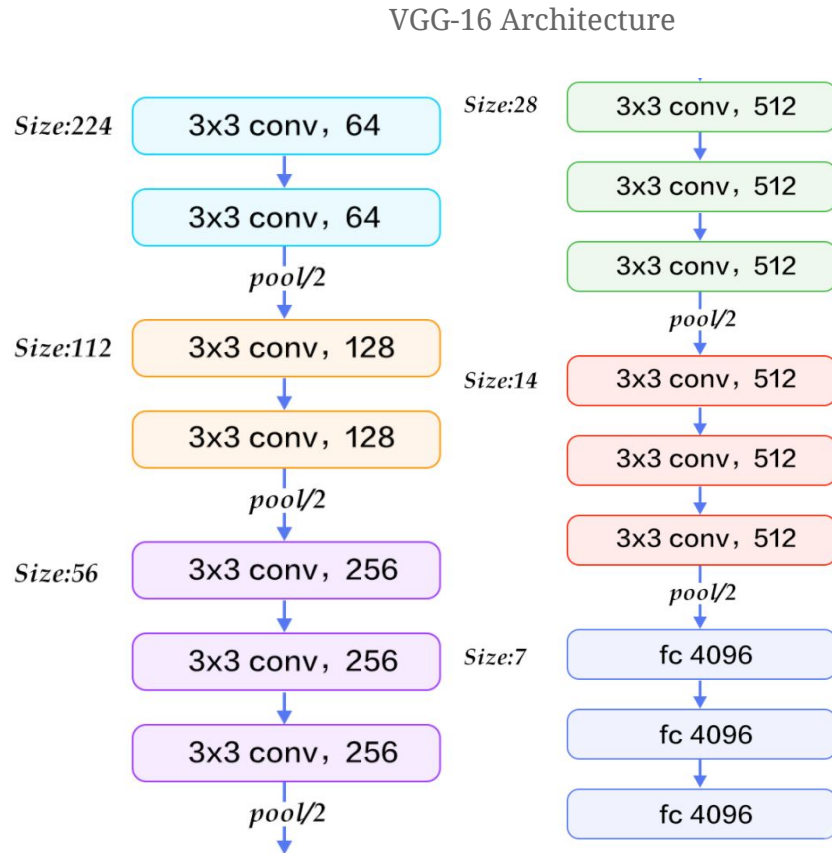 VGG-16 Architecture
Size:224
3x3 conv, 64
3x3 conv, 64
pool/2
Size:112
3x3 conv, 128
3x3 conv, 128
pool/2
Size:56
3x3 conv, 256
3x3 conv, 256
3x3 conv, 256
pool/2
Size:28
3x3 conv, 512
3x3 conv, 512
3x3 conv, 512
pool/2
Size:14
3x3 conv, 512
3x3 conv, 512
3x3 conv, 512
pool/2
Size:7
fc 4096
fc 4096
fc 4096